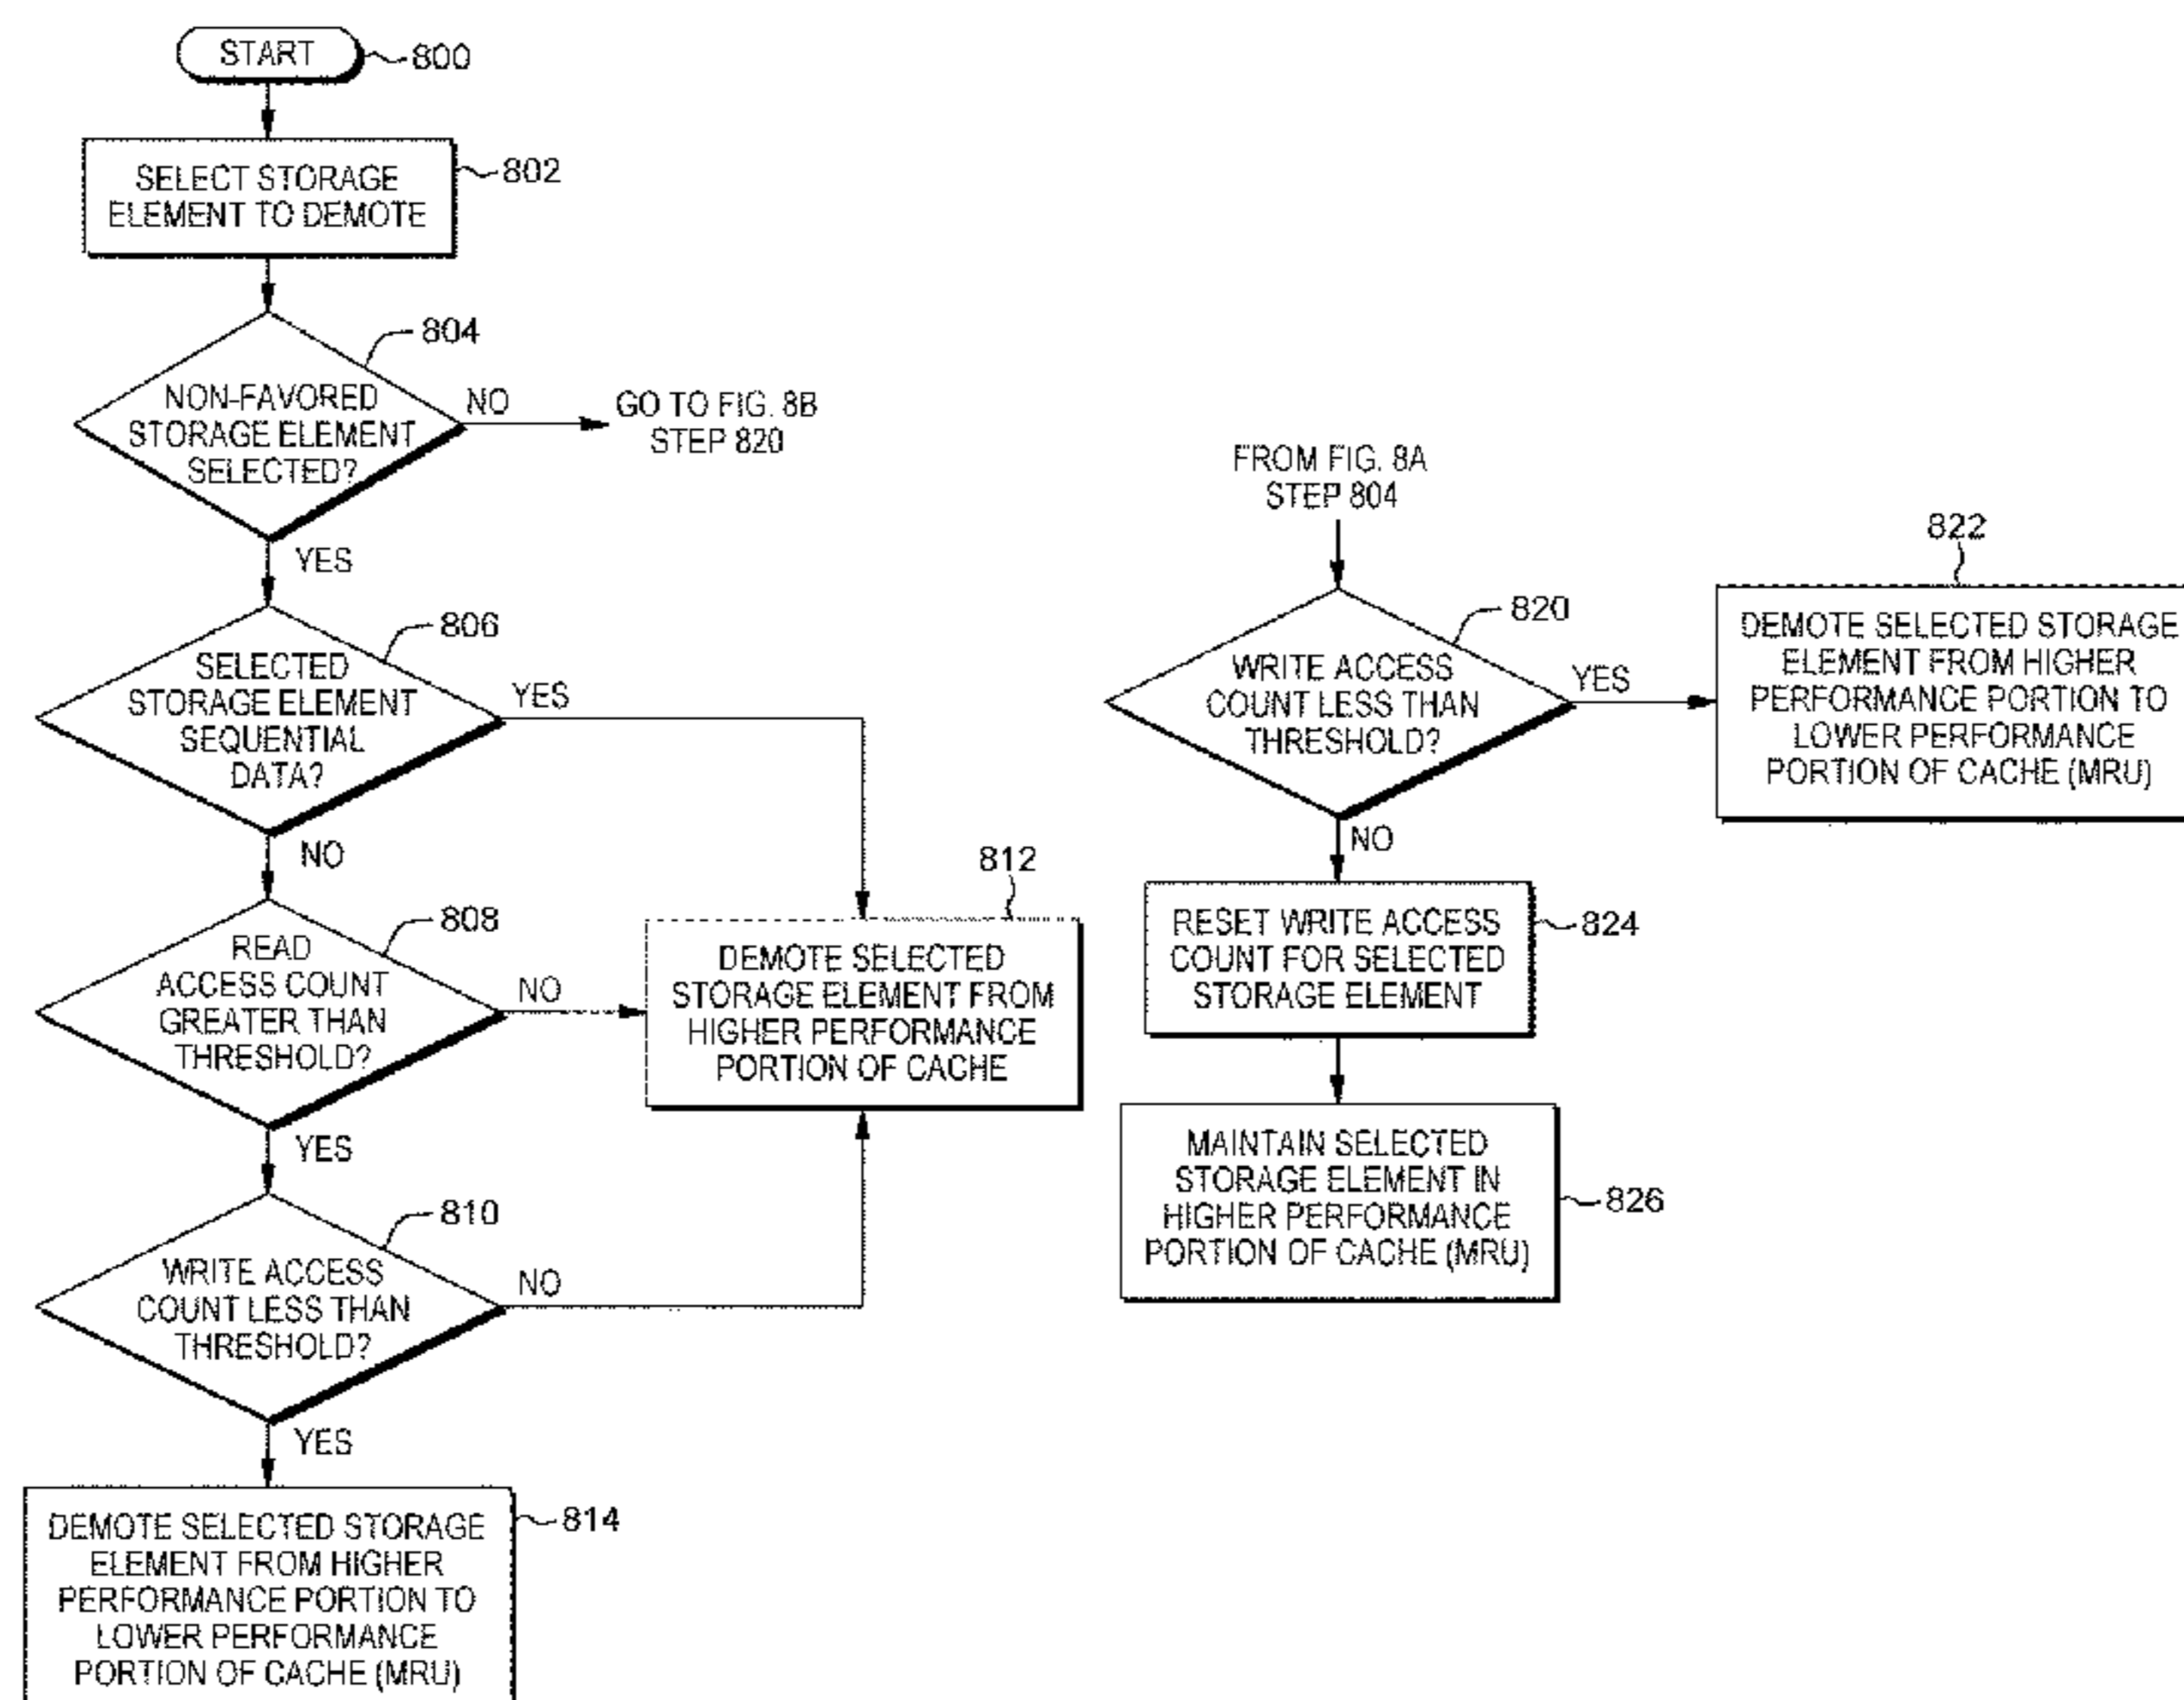 START
800
SELECT STORAGE
ELEMENT TO DEMOTE
802
804
NON-FAVORED
STORAGE ELEMENT
SELECTED?
NO
GO TO FIG. 8B
STEP 820
YES
806
SELECTED
STORAGE ELEMENT
SEQUENTIAL
DATA?
YES
NO
808
READ
ACCESS COUNT
GREATER THAN
THRESHOLD?
NO
YES
812
DEMOTE SELECTED
STORAGE ELEMENT FROM
HIGHER PERFORMANCE
PORTION OF CACHE
810
WRITE ACCESS
COUNT LESS THAN
THRESHOLD?
NO
YES
DEMOTE SELECTED STORAGE
ELEMENT FROM HIGHER
PERFORMANCE PORTION TO
LOWER PERFORMANCE
PORTION OF CACHE (MRU)
814
FROM FIG. 8A
STEP 804
820
WRITE ACCESS
COUNT LESS THAN
THRESHOLD?
YES
822
DEMOTE SELECTED STORAGE
ELEMENT FROM HIGHER
PERFORMANCE PORTION TO
LOWER PERFORMANCE
PORTION OF CACHE (MRU)
NO
RESET WRITE ACCESS
COUNT FOR SELECTED
STORAGE ELEMENT
824
MAINTAIN SELECTED
STORAGE ELEMENT IN
HIGHER PERFORMANCE
PORTION OF CACHE (MRU)
826